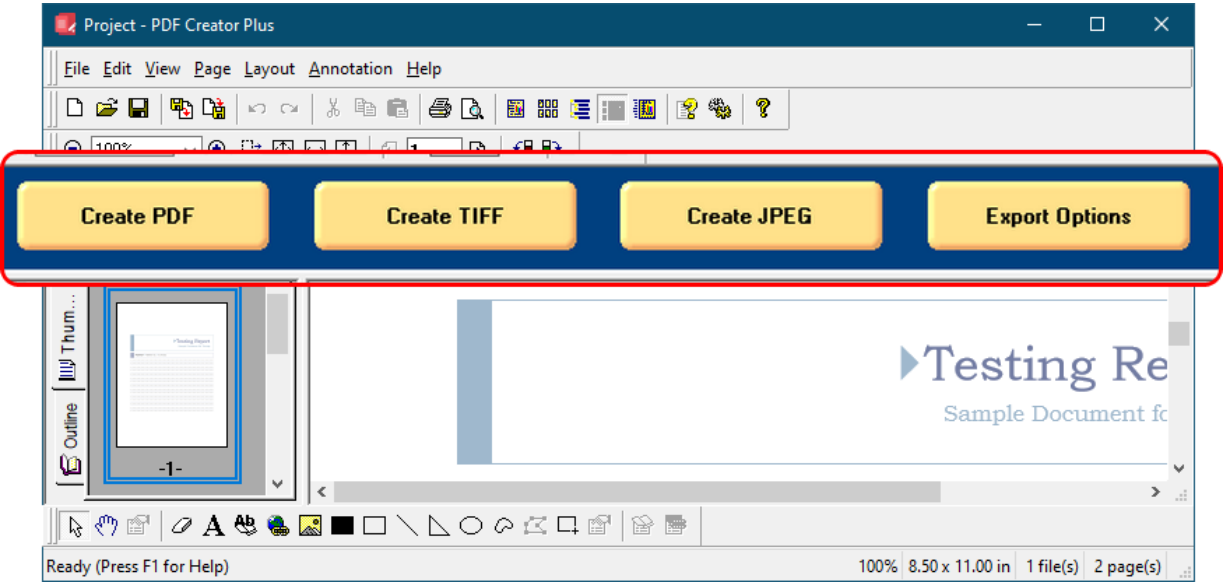 Project - PDF Creator Plus
File Edit View Page Layout Annotation Help
100% 1
Create PDF Create TIFF Create JPEG Export Options
Thum...
Outline
-1-
Testing Re
Sample Document fo
A Ab
Ready (Press F1 for Help) 100% 8.50 x 11.00 in 1 file(s) 2 page(s)